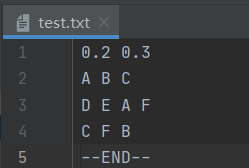 test.txt
1 0.2 0.3
2 A B C
3 D E A F
4 C F B
5 --END--